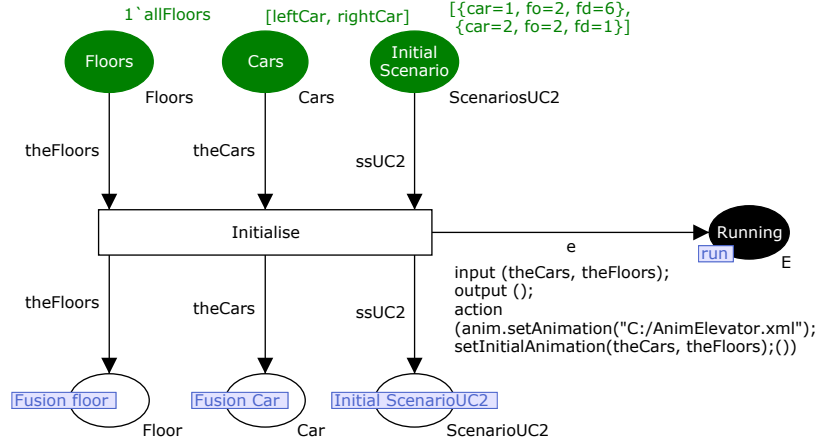 1`allFloors
[leftCar, rightCar]
[{car=1, fo=2, fd=6},
{car=2, fo=2, fd=1}]
Floors
Cars
Initial
Scenario
Floors
Cars
ScenariosUC2
theFloors
theCars
ssUC2
Initialise
e
Running
run
E
input (theCars, theFloors);
output ();
action
(anim.setAnimation("C:/AnimElevator.xml");
setInitialAnimation(theCars, theFloors);())
theFloors
theCars
ssUC2
Fusion floor
Fusion Car
Initial ScenarioUC2
Floor
Car
ScenarioUC2